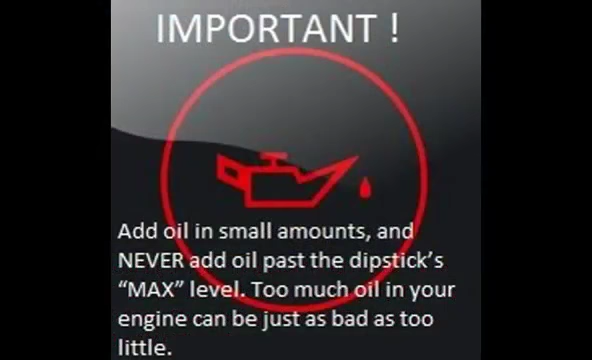 IMPORTANT !
Add oil in small amounts, and
NEVER add oil past the dipstick's
“MAX” level. Too much oil in your
engine can be just as bad as too
little.